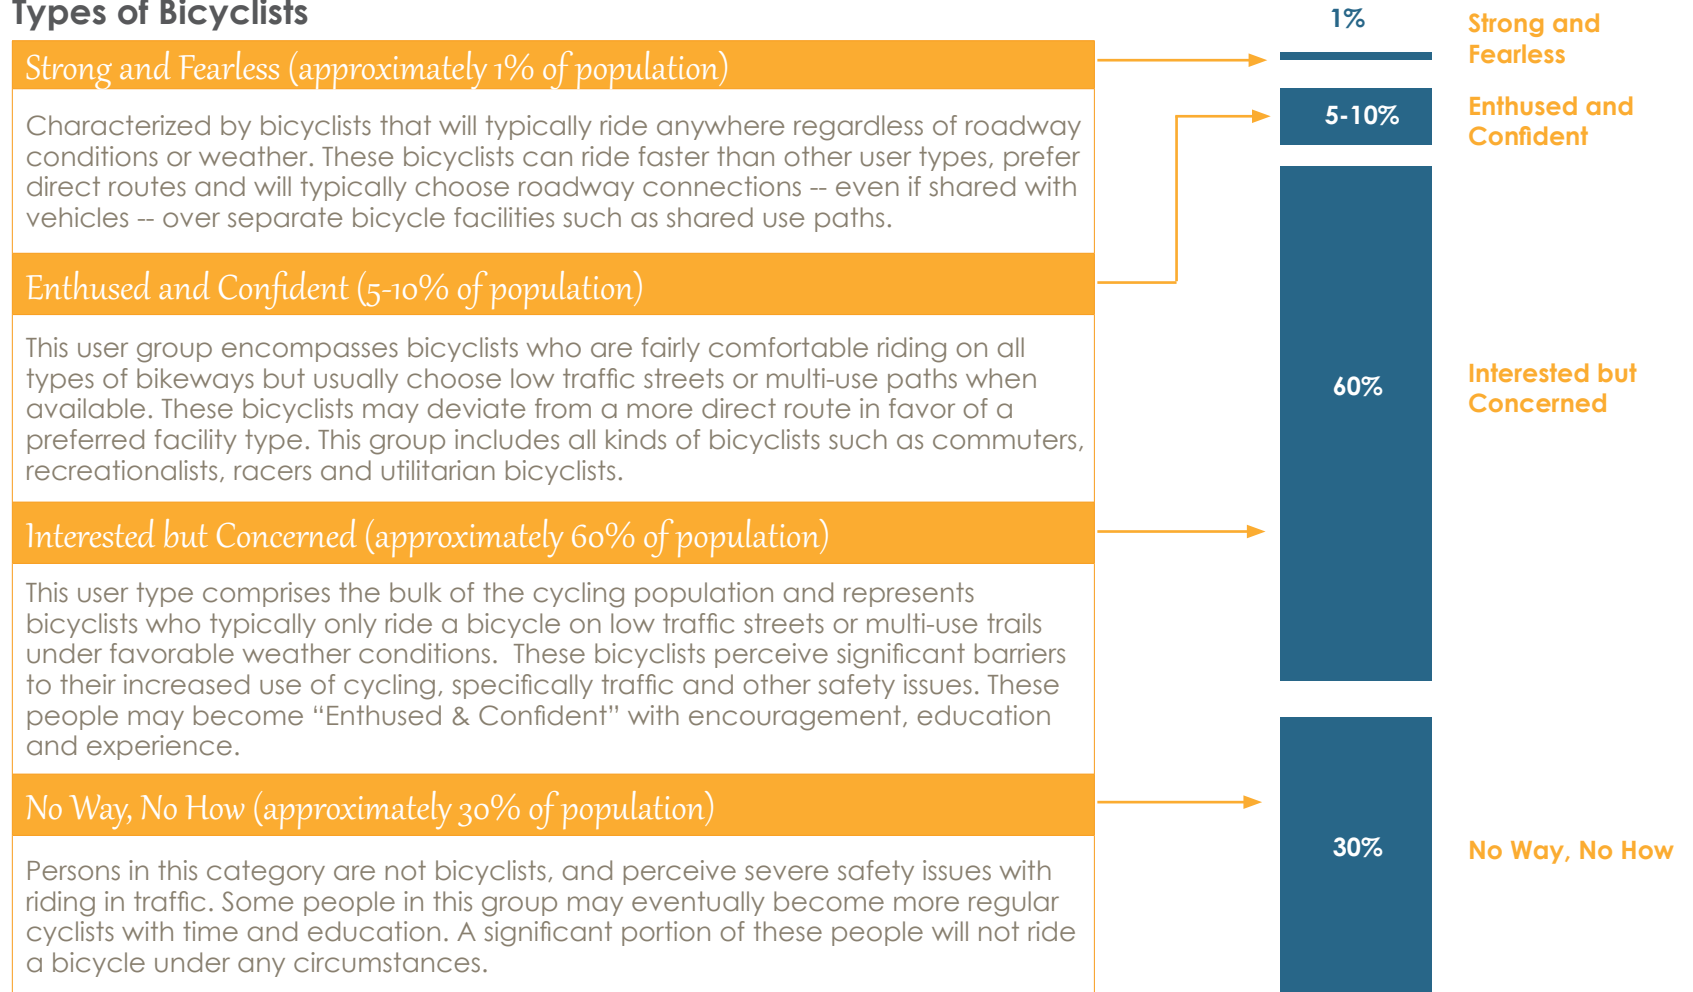 Types of Bicyclists
Strong and Fearless (approximately 1% of population)
Characterized by bicyclists that will typically ride anywhere regardless of roadway
conditions or weather. These bicyclists can ride faster than other user types, prefer
direct routes and will typically choose roadway connections -- even if shared with
vehicles -- over separate bicycle facilities such as shared use paths.
Enthused and Confident (5-10% of population)
This user group encompasses bicyclists who are fairly comfortable riding on all
types of bikeways but usually choose low traffic streets or multi-use paths when
available. These bicyclists may deviate from a more direct route in favor of a
preferred facility type. This group includes all kinds of bicyclists such as commuters,
recreationalists, racers and utilitarian bicyclists.
Interested but Concerned (approximately 60% of population)
This user type comprises the bulk of the cycling population and represents
bicyclists who typically only ride a bicycle on low traffic streets or multi-use trails
under favorable weather conditions.  These bicyclists perceive significant barriers
to their increased use of cycling, specifically traffic and other safety issues. These
people may become “Enthused & Confident” with encouragement, education
and experience.
No Way, No How (approximately 30% of population)
Persons in this category are not bicyclists, and perceive severe safety issues with
riding in traffic. Some people in this group may eventually become more regular
cyclists with time and education. A significant portion of these people will not ride
a bicycle under any circumstances.
1%
Strong and
Fearless
5-10%
Enthused and
Confident
60%
Interested but
Concerned
30%
No Way, No How